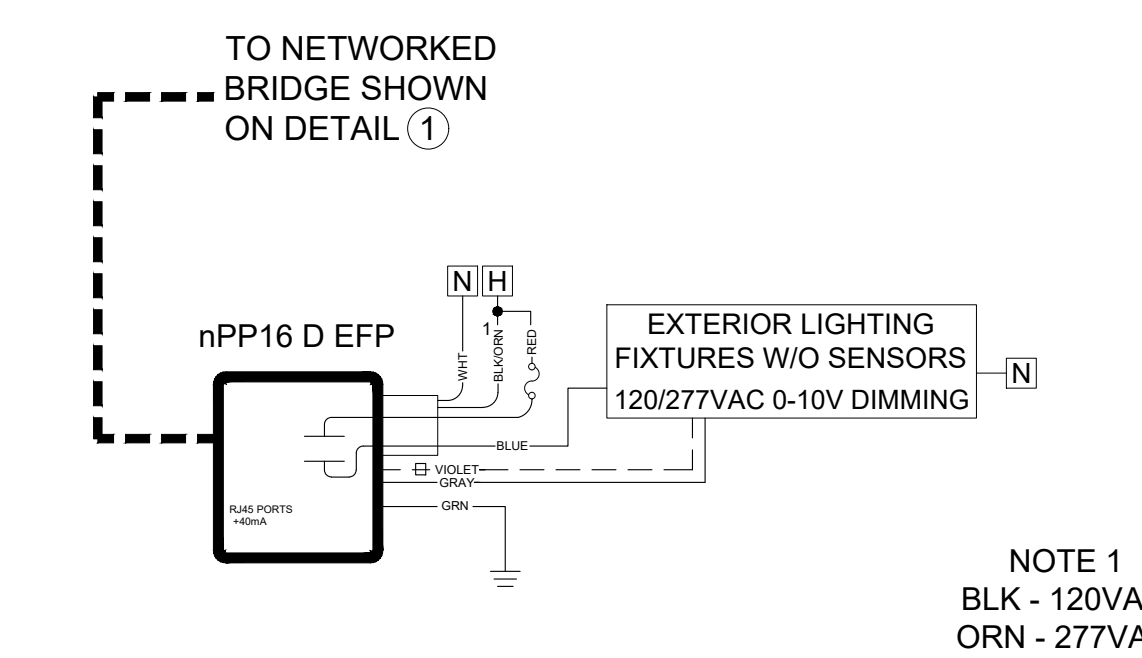 TO NETWORKED
BRIDGE SHOWN
ON DETAIL 1
N H
nPP16 D EFP
1
WHT
BLK/ORN
RED
EXTERIOR LIGHTING
FIXTURES W/O SENSORS
120/277VAC 0-10V DIMMING
N
BLUE
VIOLET
GRAY
GRN
RJ45 PORTS
+40mA
NOTE 1
BLK - 120VA
ORN - 277VA